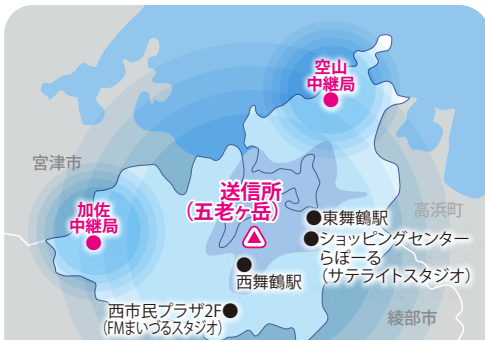 空山
中継局
宮津市
送信所
（五老ヶ岳）
加佐
中継局
東舞鶴駅
高浜町
ショッピングセンター
らぽーる
（サテライトスタジオ）
西舞鶴駅
西市民プラザ2F
（FMまいづるスタジオ）
綾部市